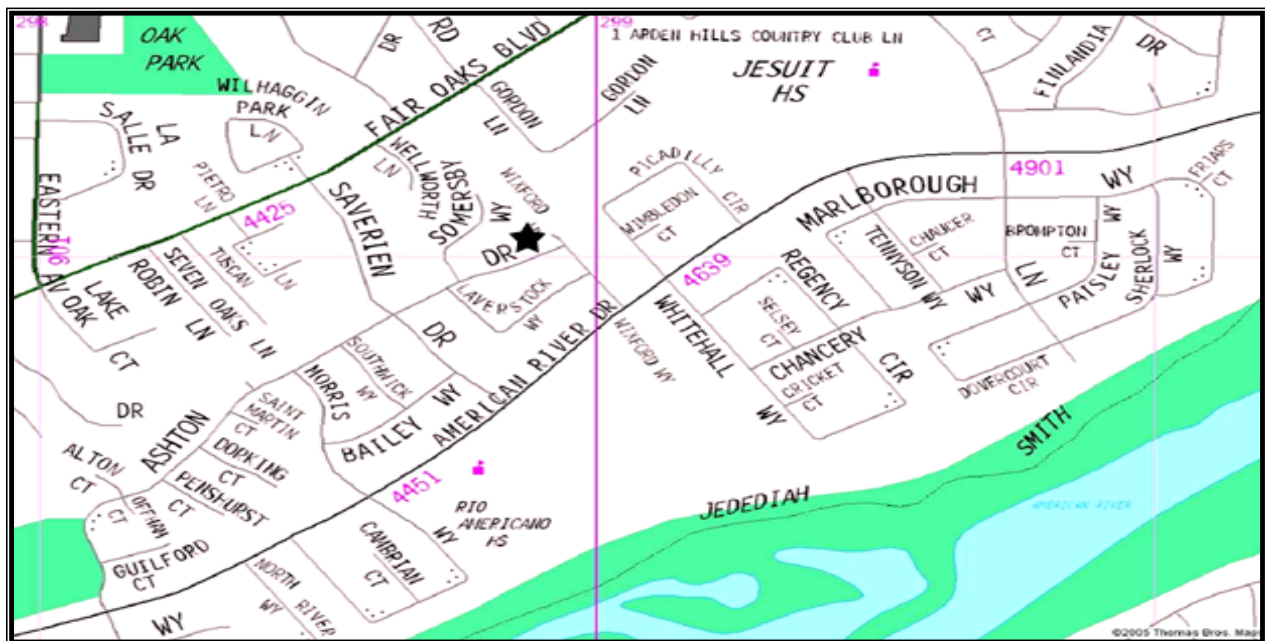 298
299
OAK
PARK
WILHAGGIN
PARK
LN
DR
RD
FAIR OAKS BLVD
GORDON
LN
GORDON
LN
1 ARDEN HILLS COUNTRY CLUB LN
JESUIT
HS
CT
FINLANDIA
DR
LA
SALLE DR
PIETRO
LN
4425
SAVERIEN
DR
WELLWORTH
LN
SOMERSBY
DR
WIXFORD
WY
PICADILLY
CIR
WIMBLEDON
CT
MARLBOROUGH
WY
4901
FRIARS
CT
EASTERN AV
LAKE
OAK
CT
ROBIN LN
SEVEN OAKS LN
TUSCAN
LN
LAVERSTOCK
WY
AMERICAN RIVER DR
WIXFORD WY
4639
WHITEHALL
WY
REGENCY
CIR
SELSEY
CT
CHANCERY
WY
CRICKET
CT
TENNYSON
WY
CHAUCER
CT
LN
BROMPTON
CT
PAISLEY
WY
SHERLOCK
WY
DOVERCOURT
CIR
DR
ASHTON
SAINT
MARTIN
CT
MORRIS
SOUTHWICK
WY
BAILEY WY
ALTON
CT
OFFHAM
CT
DORKING
CT
PENSHURST
CT
GUILFORD
CT
4451
RIO
AMERICANO
HS
CAMBRIAN
CT
WY
NORTH RIVER
WY
WY
JEDEDIAH
SMITH
AMERICAN RIVER
©2005 Thomas Bros. Maps